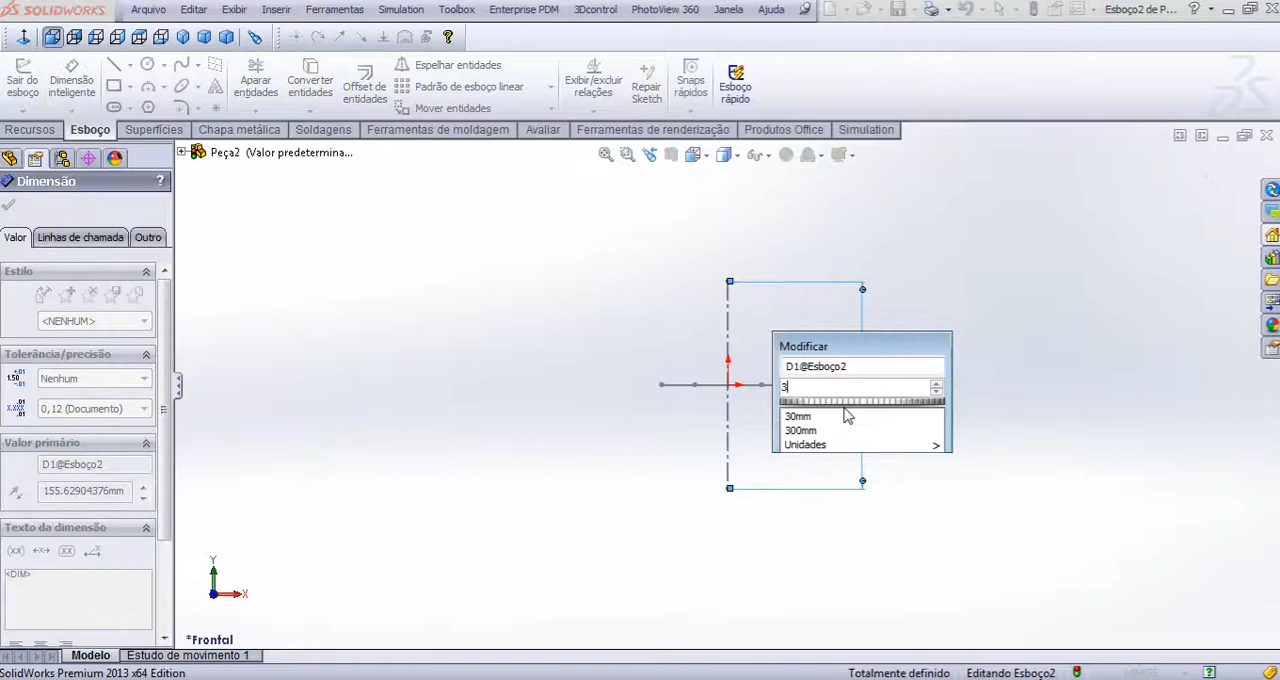 SOLIDWORKS Arquivo Editar Exibir Inserir Ferramentas Simulation Toolbox Enterprise PDM 3Dcontrol PhotoView 360 Janela Ajuda Esboço2 de P...
Sair do esboço
Dimensão inteligente
Aparar entidades
Converter entidades
Offset de entidades
Espelhar entidades
Padrão de esboço linear
Mover entidades
Exibir/excluir relações
Repair Sketch
Snaps rápidos
Esboço rápido
Recursos Esboço Superfícies Chapa metálica Soldagens Ferramentas de moldagem Avaliar Ferramentas de renderização Produtos Office Simulation
Peça2 (Valor predetermina...
Dimensão ?
Valor Linhas de chamada Outro
Estilo
<NENHUM>
Tolerância/precisão
Nenhum
0,12 (Documento)
Valor primário
D1@Esboço2
155.62904376mm
Texto da dimensão
<DIM>
Modificar
D1@Esboço2
3
30mm
300mm
Unidades >
Y
X
*Frontal
Modelo Estudo de movimento 1
SolidWorks Premium 2013 x64 Edition Totalmente definido Editando Esboço2